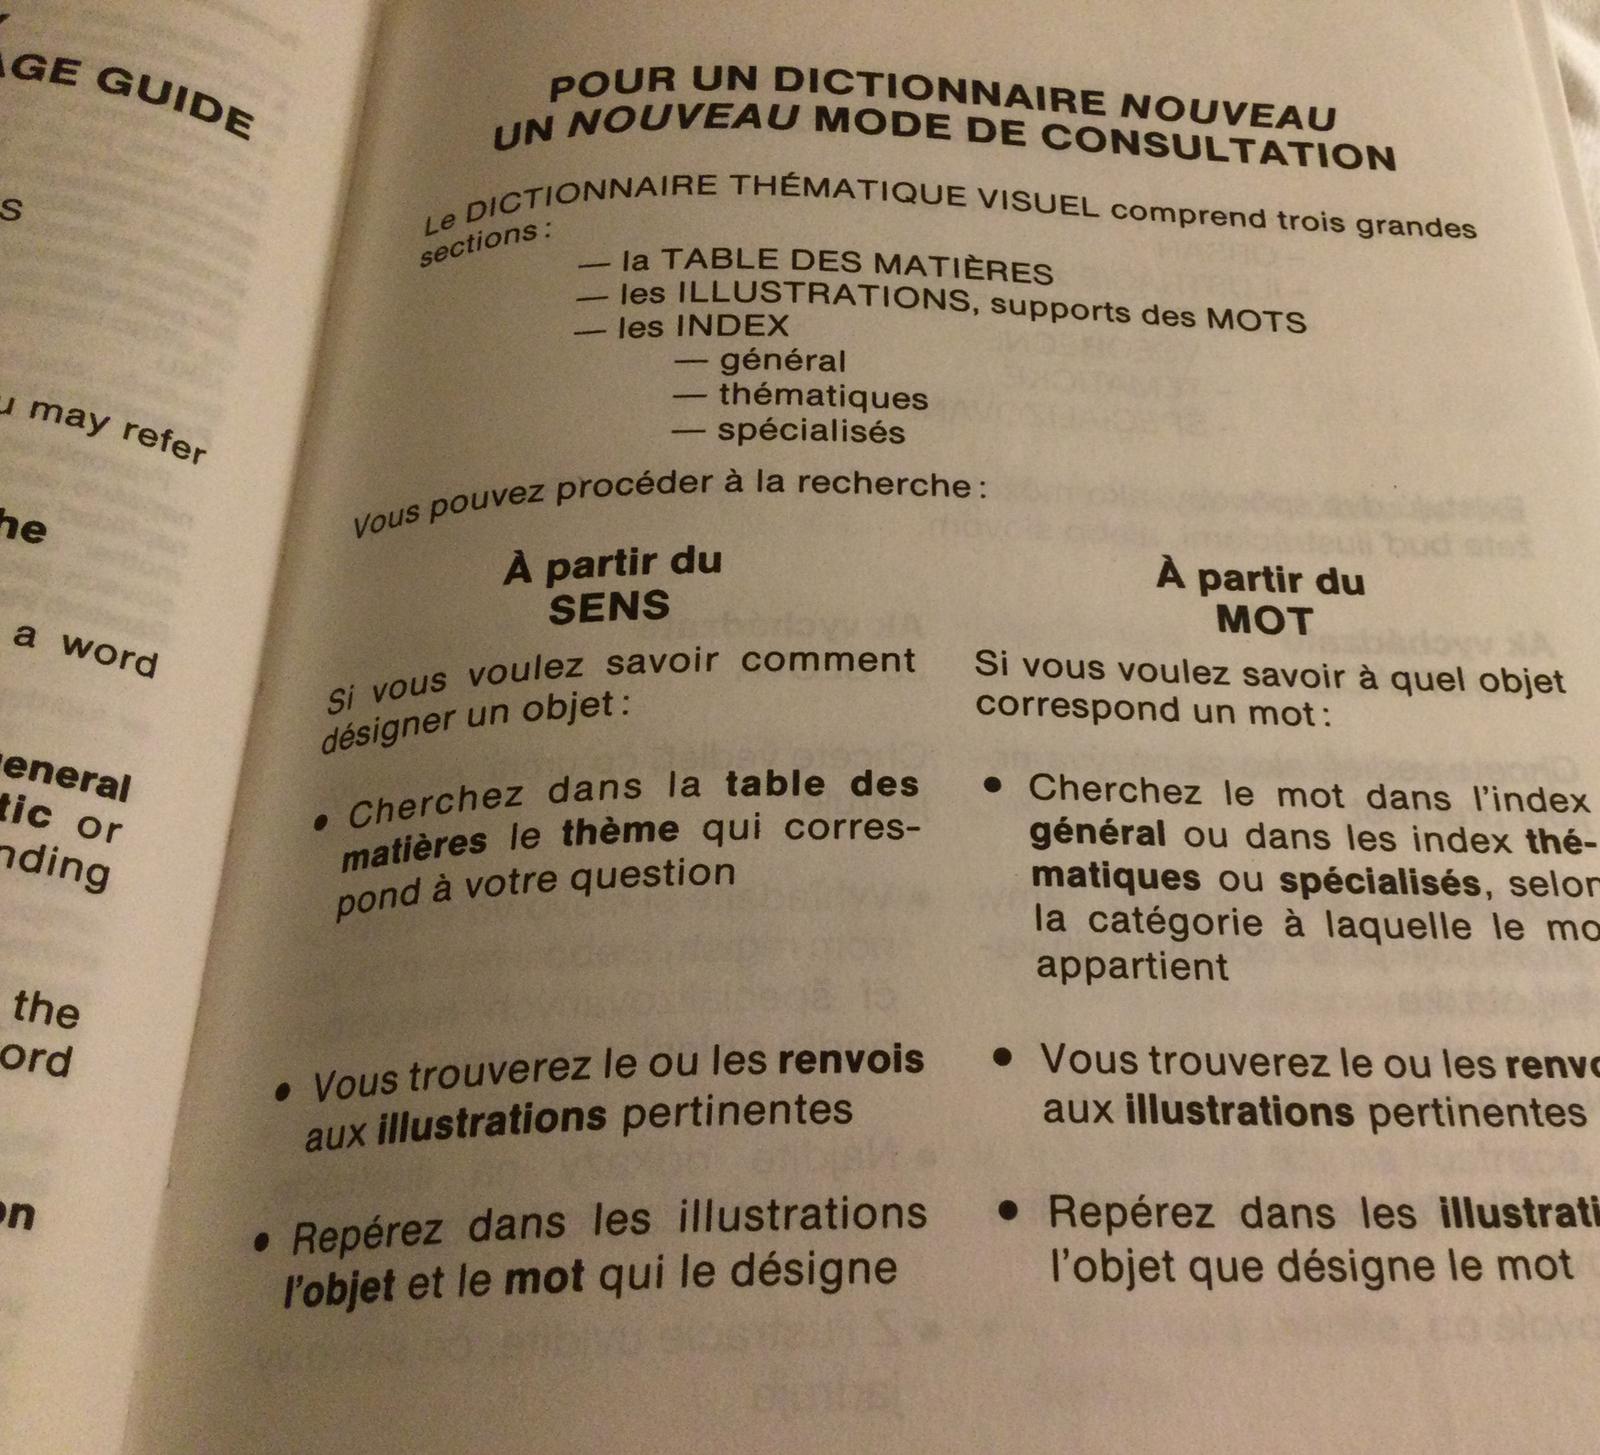 AGE GUIDE
s
u may refer
he
a word
eneral
tic or
nding
the
ord
on
POUR UN DICTIONNAIRE NOUVEAU
UN NOUVEAU MODE DE CONSULTATION
Le DICTIONNAIRE THÉMATIQUE VISUEL comprend trois grandes
sections :
— la TABLE DES MATIÈRES
— les ILLUSTRATIONS, supports des MOTS
— les INDEX
— général
— thématiques
— spécialisés
Vous pouvez procéder à la recherche :
À partir du
SENS
Si vous voulez savoir comment
désigner un objet :
• Cherchez dans la table des
matières le thème qui corres-
pond à votre question
• Vous trouverez le ou les renvois
aux illustrations pertinentes
• Repérez dans les illustrations
l'objet et le mot qui le désigne
À partir du
MOT
Si vous voulez savoir à quel objet
correspond un mot :
• Cherchez le mot dans l'index
général ou dans les index thé-
matiques ou spécialisés, selon
la catégorie à laquelle le mo
appartient
• Vous trouverez le ou les renvo
aux illustrations pertinentes
• Repérez dans les illustrati
l'objet que désigne le mot